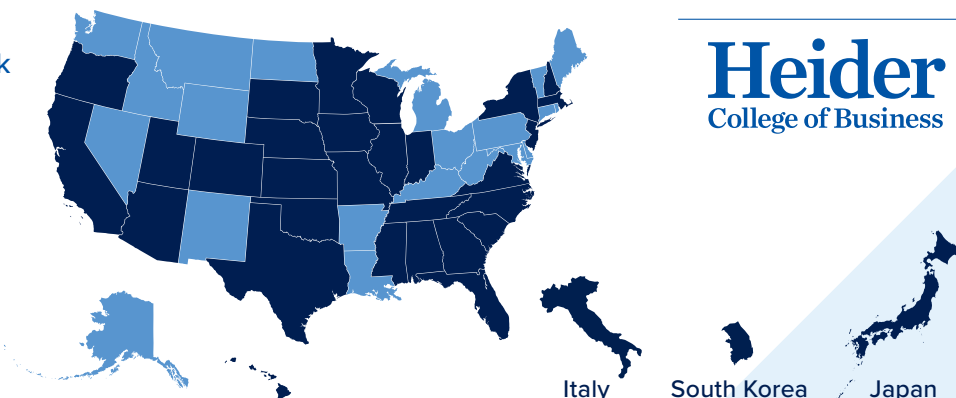 k
Heider
College of Business
Italy
South Korea
Japan